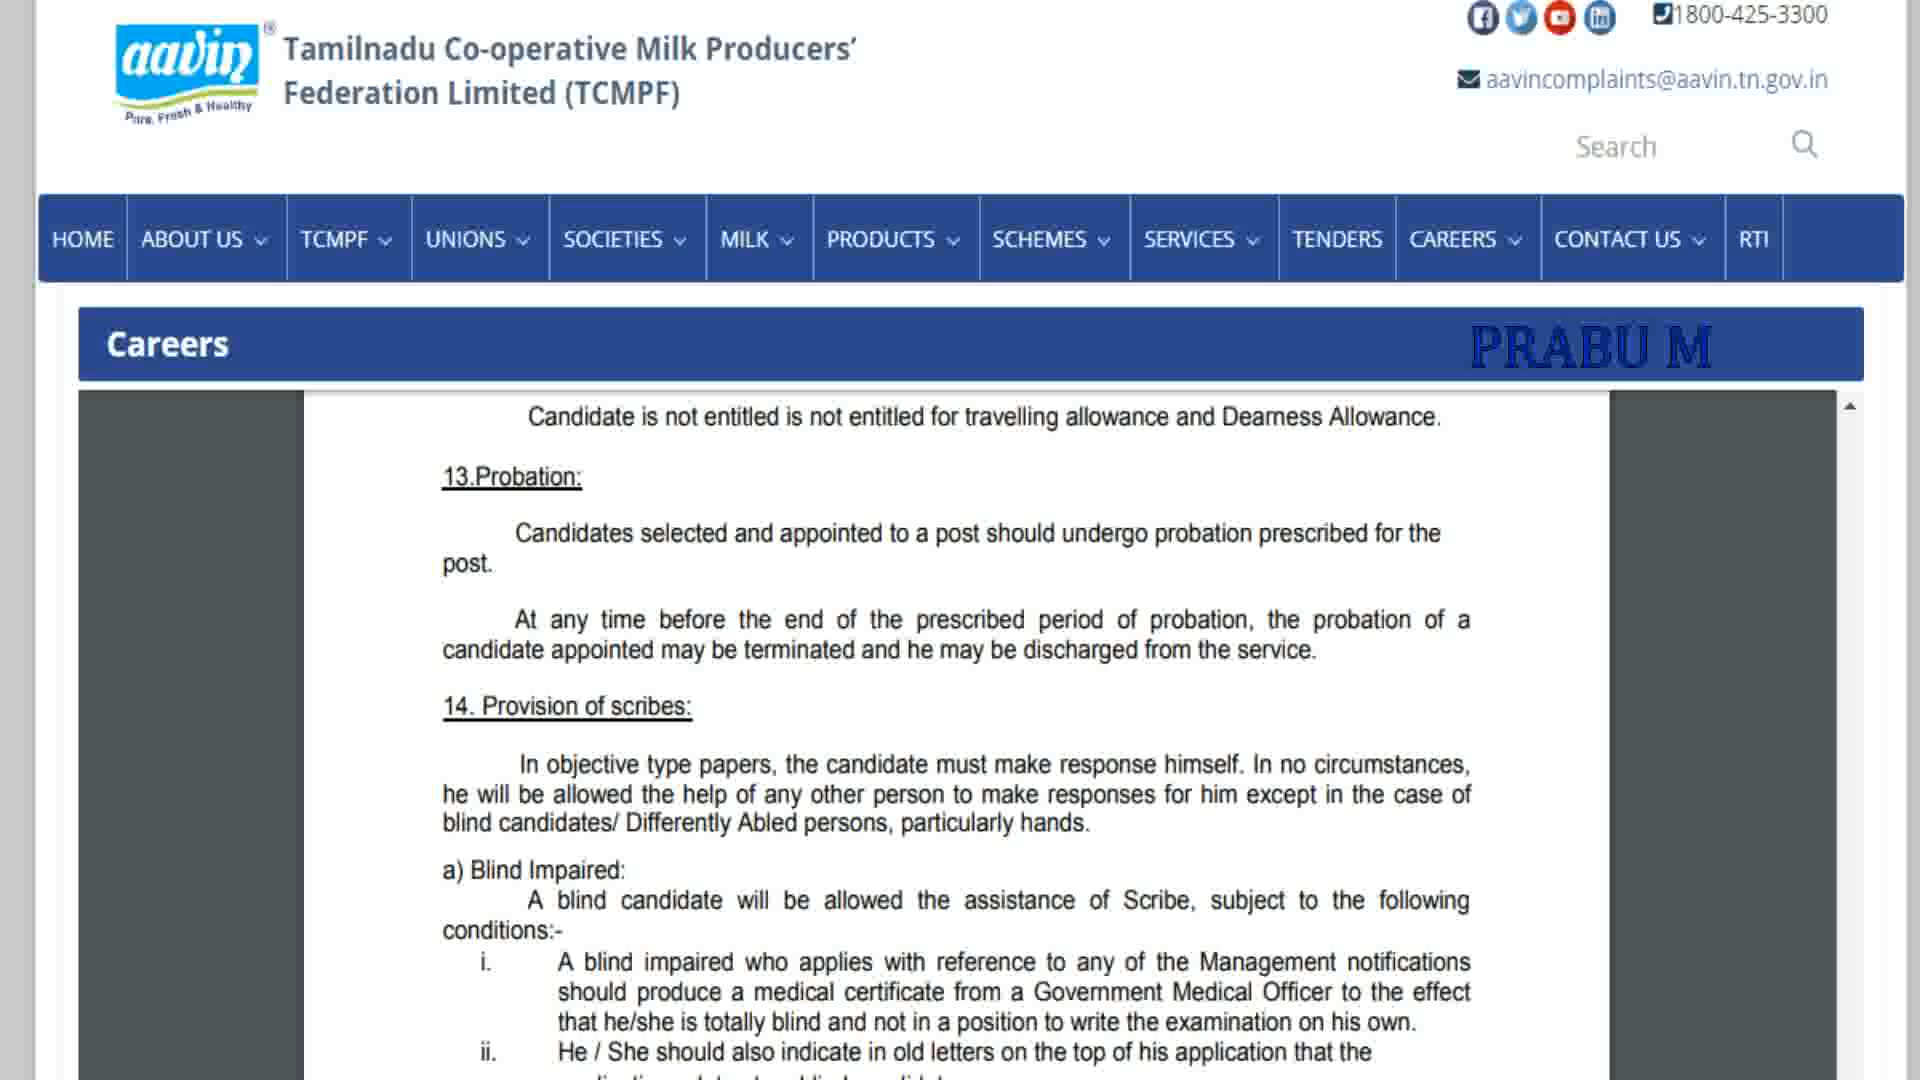 aavin
®
Pure, Fresh & Healthy
Tamilnadu Co-operative Milk Producers’
Federation Limited (TCMPF)
1800-425-3300
aavincomplaints@aavin.tn.gov.in
Search
HOME ABOUT US TCMPF UNIONS SOCIETIES MILK PRODUCTS SCHEMES SERVICES TENDERS CAREERS CONTACT US RTI
Careers
PRABU M
Candidate is not entitled is not entitled for travelling allowance and Dearness Allowance.
13.Probation:
Candidates selected and appointed to a post should undergo probation prescribed for the
post.
At any time before the end of the prescribed period of probation, the probation of a
candidate appointed may be terminated and he may be discharged from the service.
14. Provision of scribes:
In objective type papers, the candidate must make response himself. In no circumstances,
he will be allowed the help of any other person to make responses for him except in the case of
blind candidates/ Differently Abled persons, particularly hands.
a) Blind Impaired:
A blind candidate will be allowed the assistance of Scribe, subject to the following
conditions:-
i. A blind impaired who applies with reference to any of the Management notifications
should produce a medical certificate from a Government Medical Officer to the effect
that he/she is totally blind and not in a position to write the examination on his own.
ii. He / She should also indicate in old letters on the top of his application that the